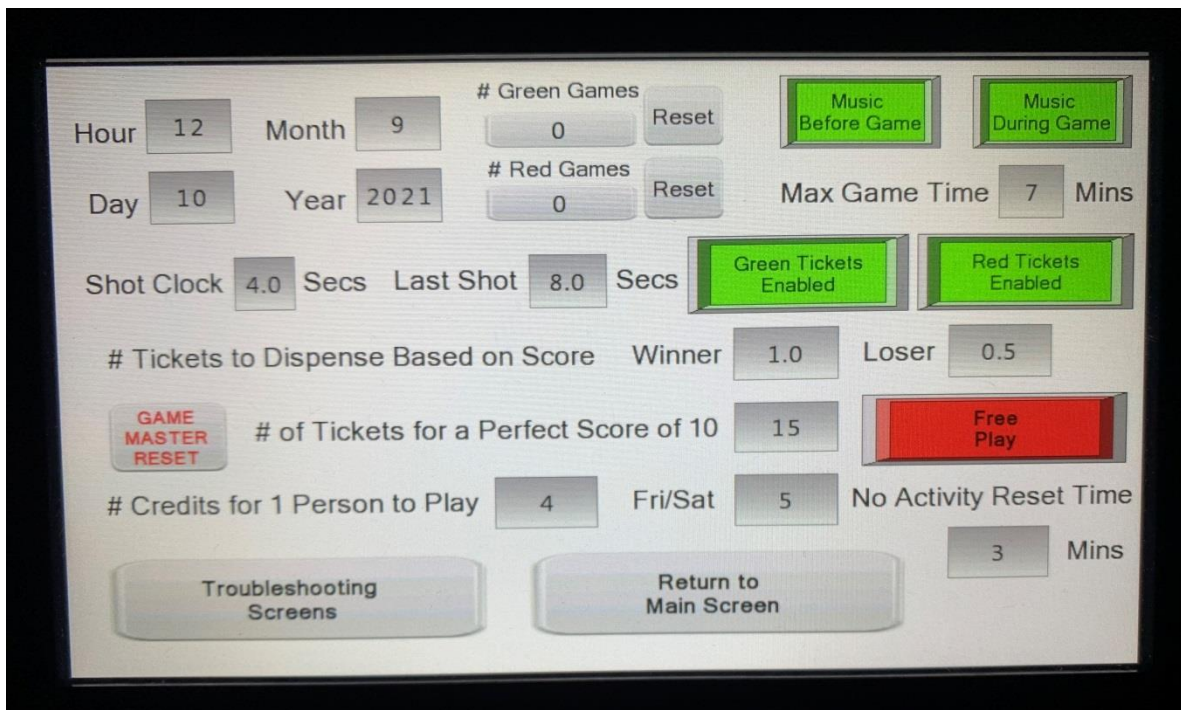 # Green Games
Hour 12 Month 9 0 Reset
Music Before Game
Music During Game
# Red Games
Day 10 Year 2021 0 Reset
Max Game Time 7 Mins
Shot Clock 4.0 Secs Last Shot 8.0 Secs
Green Tickets
Enabled
Red Tickets
Enabled
# Tickets to Dispense Based on Score Winner 1.0 Loser 0.5
GAME
MASTER
RESET
# of Tickets for a Perfect Score of 10 15
Free
Play
# Credits for 1 Person to Play 4 Fri/Sat 5
No Activity Reset Time
3 Mins
Troubleshooting
Screens
Return to
Main Screen